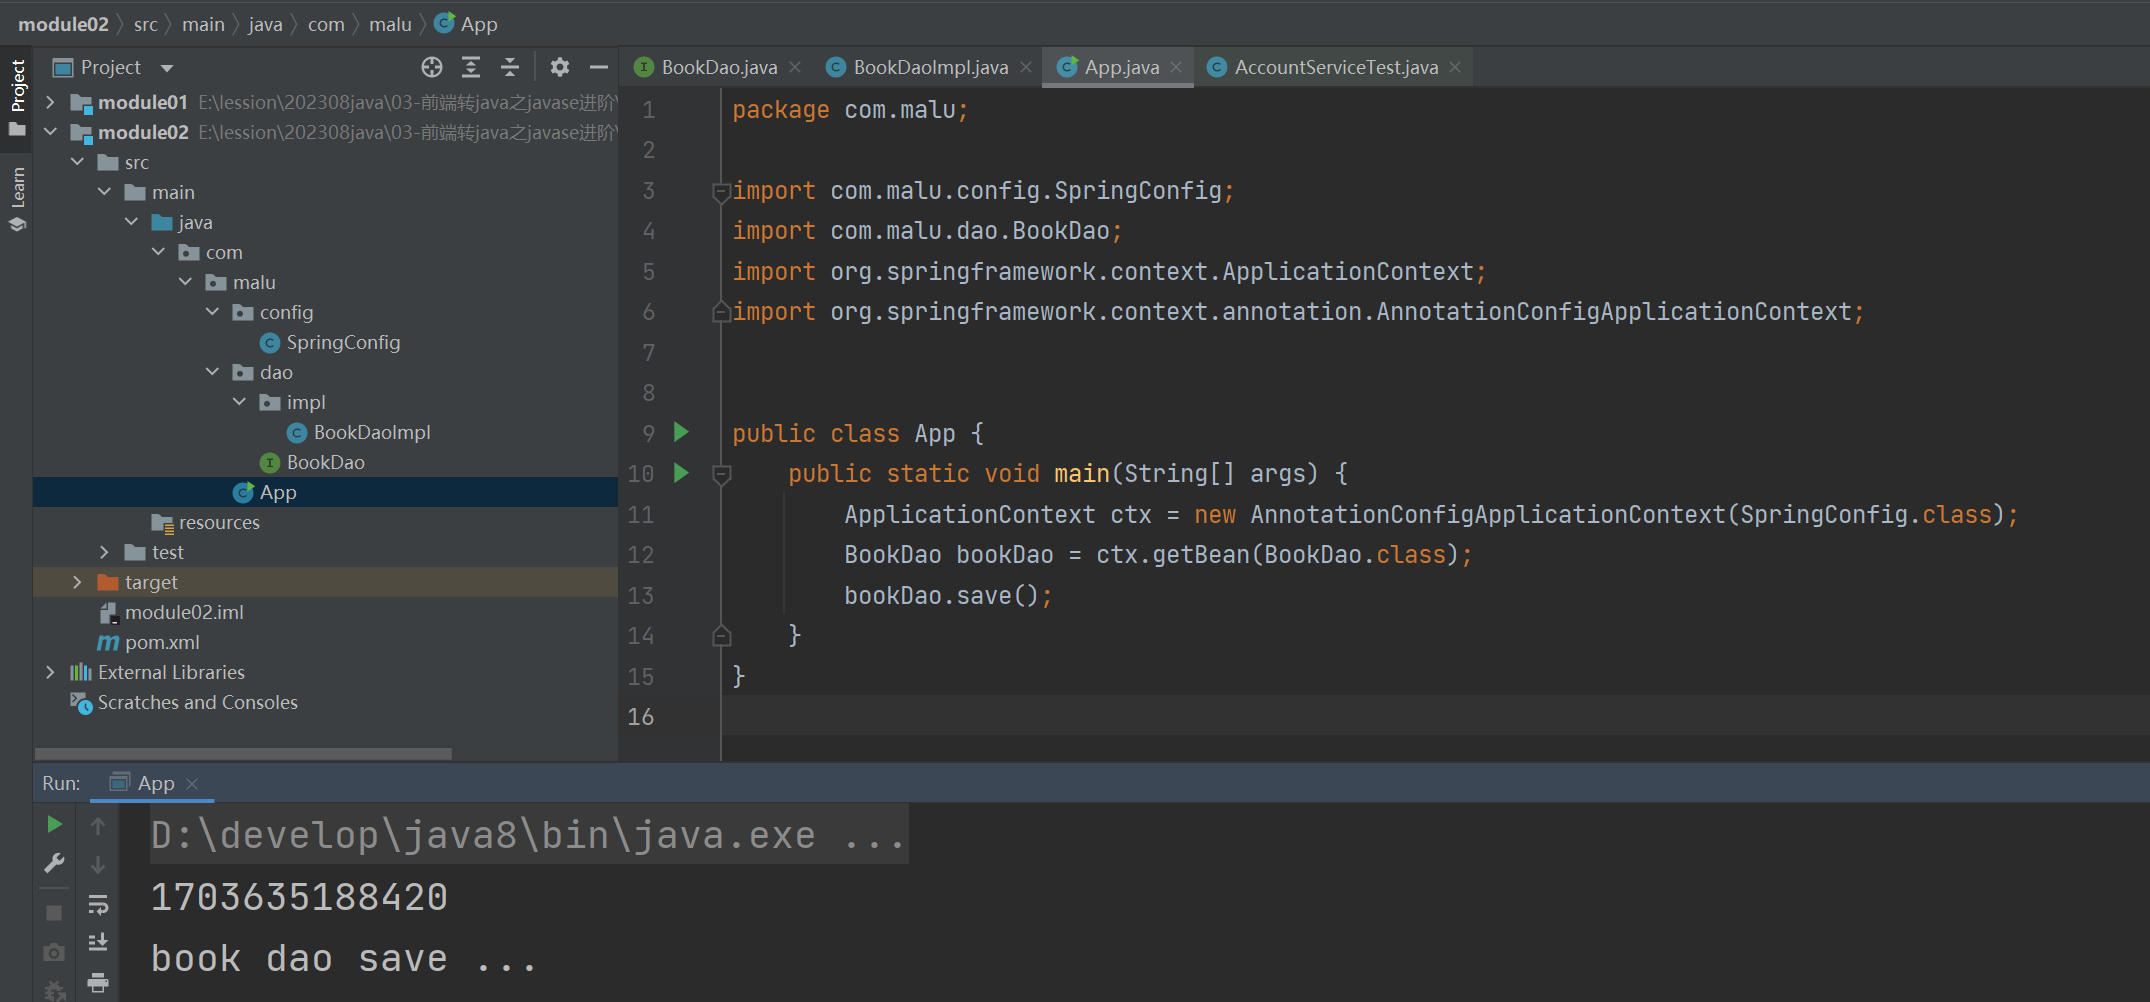 module02 src main java com malu App
Project
Learn
Project
module01 E:\lession\202308java\03-前端转java之javase进阶\
module02 E:\lession\202308java\03-前端转java之javase进阶\
src
main
java
com
malu
config
SpringConfig
dao
impl
BookDaoImpl
BookDao
App
resources
test
target
module02.iml
pom.xml
External Libraries
Scratches and Consoles
BookDao.java BookDaoImpl.java App.java AccountServiceTest.java
1 package com.malu;
2
3 import com.malu.config.SpringConfig;
4 import com.malu.dao.BookDao;
5 import org.springframework.context.ApplicationContext;
6 import org.springframework.context.annotation.AnnotationConfigApplicationContext;
7
8
9 public class App {
10 public static void main(String[] args) {
11 ApplicationContext ctx = new AnnotationConfigApplicationContext(SpringConfig.class);
12 BookDao bookDao = ctx.getBean(BookDao.class);
13 bookDao.save();
14 }
15 }
16
Run: App
D:\develop\java8\bin\java.exe ...
1703635188420
book dao save ...